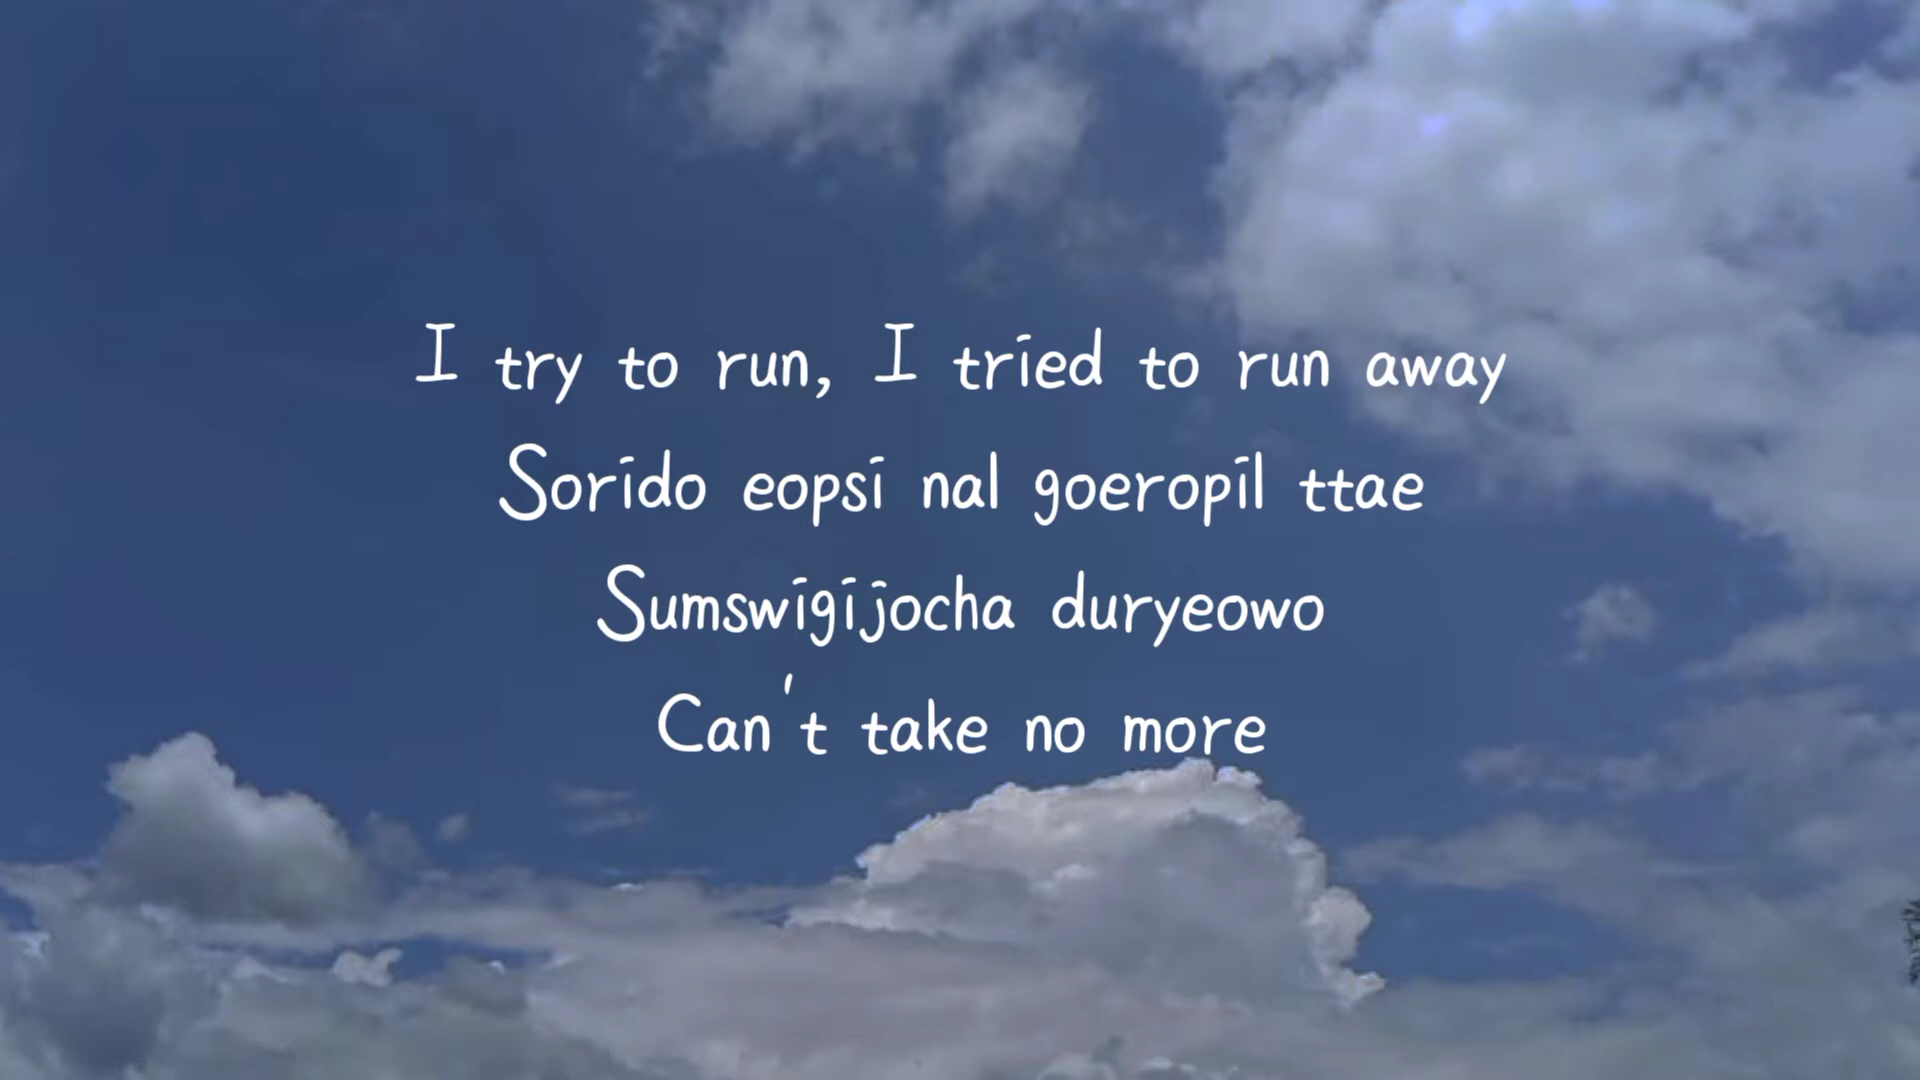 I try to run, I tried to run away
Sorido eopsi nal goeropil ttae
Sumswigijocha duryeowo
Can't take no more